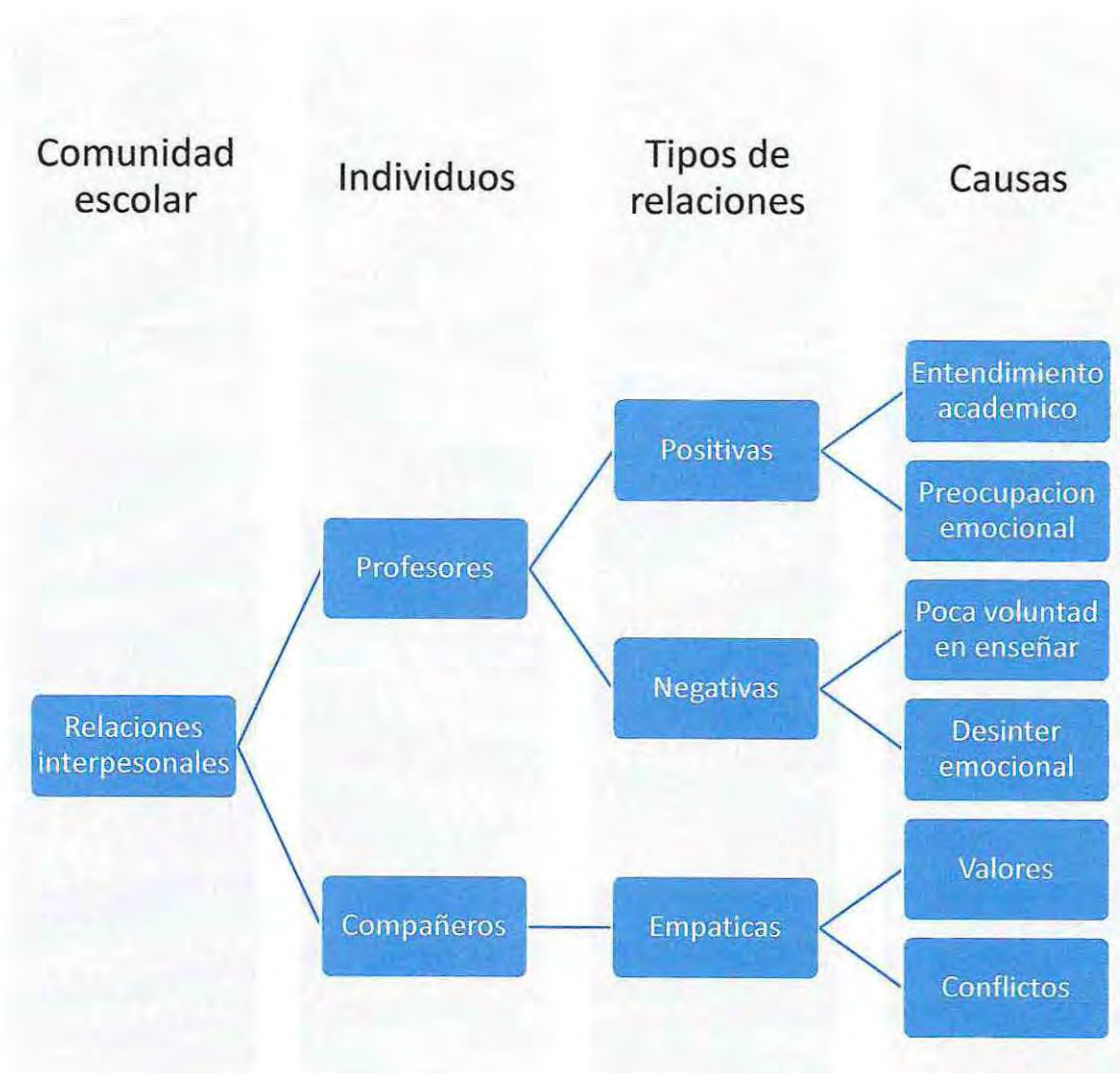 Comunidad
escolar
Individuos
Tipos de
relaciones
Causas
Entendimiento
academico
Positivas
Preocupacion
emocional
Profesores
Poca voluntad
en enseñar
Negativas
Desinter
emocional
Relaciones
interpesonales
Valores
Compañeros
Empaticas
Conflictos